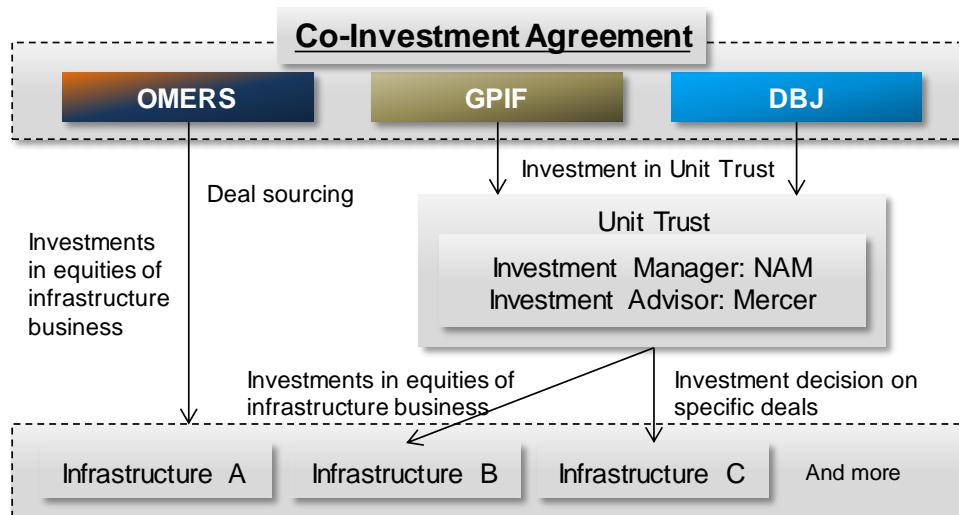 Co-Investment Agreement
OMERS
GPIF
DBJ
Investment in Unit Trust
Deal sourcing
Investments
in equities of
infrastructure
business
Unit Trust
Investment Manager: NAM
Investment Advisor: Mercer
Investments in equities of
infrastructure business
Investment decision on
specific deals
Infrastructure A
Infrastructure B
Infrastructure C
And more